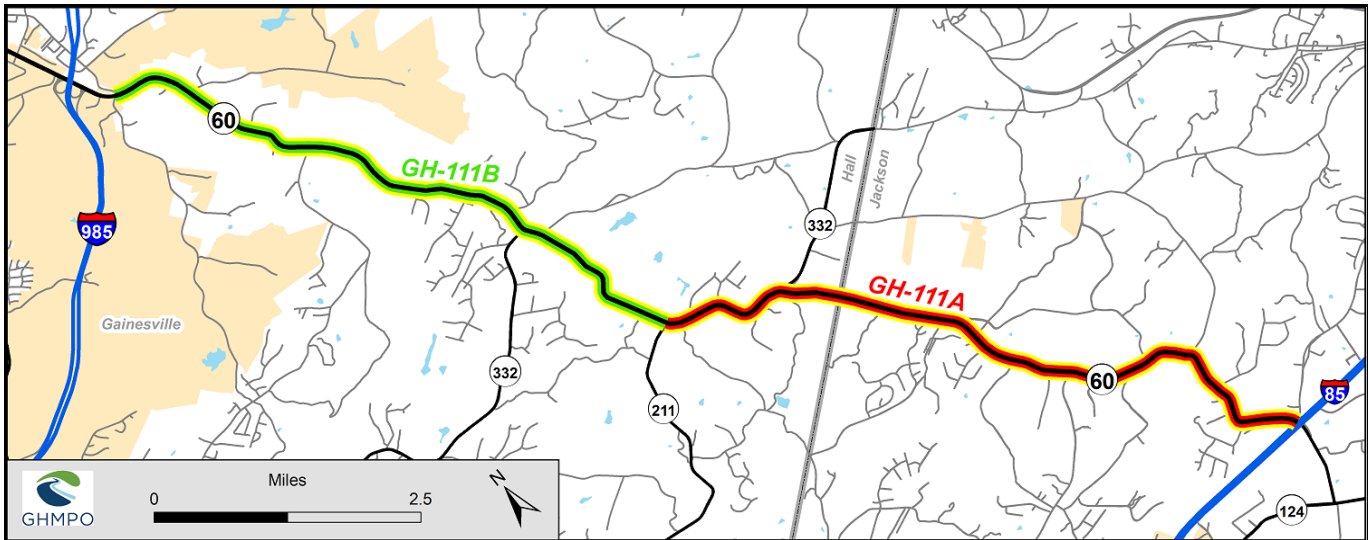 60
GH-111B
Hall
Jackson
332
985
GH-111A
Gainesville
332
60
211
85
124
GHMPO
Miles
0 2.5
N